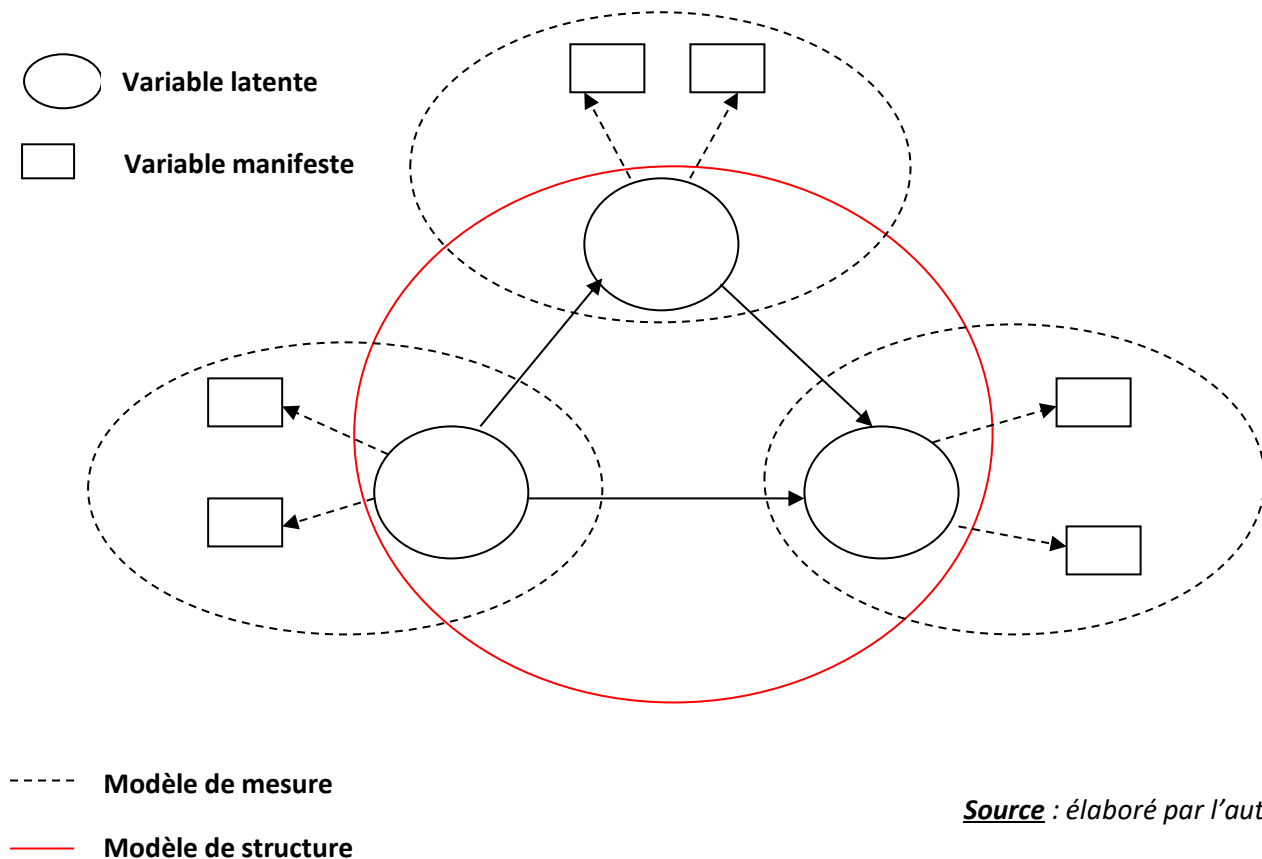 Variable latente
Variable manifeste
Modèle de mesure
Source : élaboré par l'aut
Modèle de structure